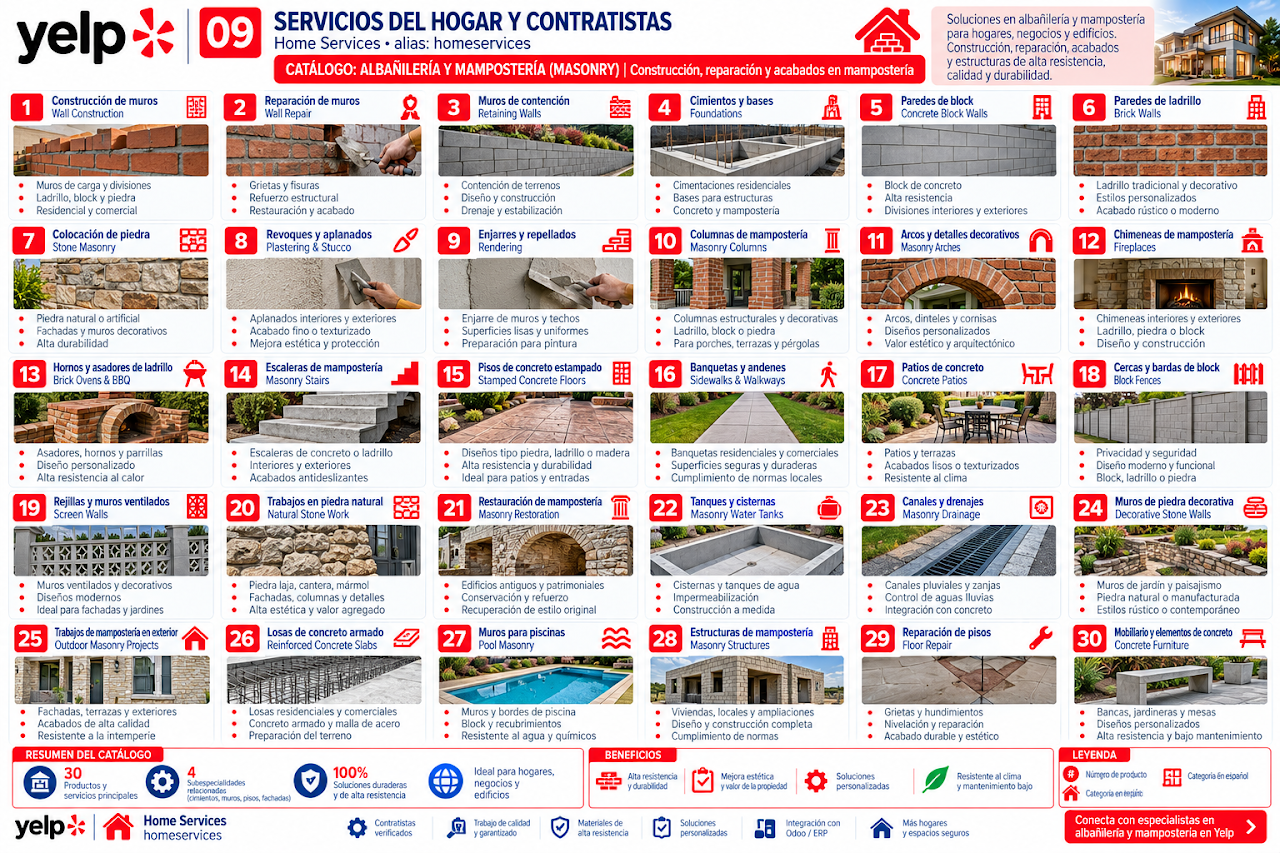 yelp
09
SERVICIOS DEL HOGAR Y CONTRATISTAS
Home Services • alias: homeservices
CATÁLOGO: ALBAÑILERÍA Y MAMPOSTERÍA (MASONRY) | Construcción, reparación y acabados en mampostería
Soluciones en albañilería y mampostería
para hogares, negocios y edificios.
Construcción, reparación, acabados
y estructuras de alta resistencia,
calidad y durabilidad.
1
Construcción de muros
Wall Construction
• Muros de carga y divisiones
• Ladrillo, block y piedra
• Residencial y comercial
2
Reparación de muros
Wall Repair
• Grietas y fisuras
• Refuerzo estructural
• Restauración y acabado
3
Muros de contención
Retaining Walls
• Contención de terrenos
• Diseño y construcción
• Drenaje y estabilización
4
Cimientos y bases
Foundations
• Cimentaciones residenciales
• Bases para estructuras
• Concreto y mampostería
5
Paredes de block
Concrete Block Walls
• Block de concreto
• Alta resistencia
• Divisiones interiores y exteriores
6
Paredes de ladrillo
Brick Walls
• Ladrillo tradicional y decorativo
• Estilos personalizados
• Acabado rústico o moderno
7
Colocación de piedra
Stone Masonry
• Piedra natural o artificial
• Fachadas y muros decorativos
• Alta durabilidad
8
Revoques y aplanados
Plastering & Stucco
• Aplanados interiores y exteriores
• Acabado fino o texturizado
• Mejora estética y protección
9
Enjarres y repellados
Rendering
• Enjarre de muros y techos
• Superficies lisas y uniformes
• Preparación para pintura
10
Columnas de mampostería
Masonry Columns
• Columnas estructurales y decorativas
• Ladrillo, block o piedra
• Para porches, terrazas y pérgolas
11
Arcos y detalles decorativos
Masonry Arches
• Arcos, dinteles y cornisas
• Diseños personalizados
• Valor estético y arquitectónico
12
Chimeneas de mampostería
Fireplaces
• Chimeneas interiores y exteriores
• Ladrillo, piedra o block
• Diseño y construcción
13
Hornos y asadores de ladrillo
Brick Ovens & BBQ
• Asadores, hornos y parrillas
• Diseño personalizado
• Alta resistencia al calor
14
Escaleras de mampostería
Masonry Stairs
• Escaleras de concreto o ladrillo
• Interiores y exteriores
• Acabados antideslizantes
15
Pisos de concreto estampado
Stamped Concrete Floors
• Diseños tipo piedra, ladrillo o madera
• Alta resistencia y durabilidad
• Ideal para patios y entradas
16
Banquetas y andenes
Sidewalks & Walkways
• Banquetas residenciales y comerciales
• Superficies seguras y duraderas
• Cumplimiento de normas locales
17
Patios de concreto
Concrete Patios
• Patios y terrazas
• Acabados lisos o texturizados
• Resistente al clima
18
Cercas y bardas de block
Block Fences
• Privacidad y seguridad
• Diseño moderno y funcional
• Block, ladrillo o piedra
19
Rejillas y muros ventilados
Screen Walls
• Muros ventilados y decorativos
• Diseños modernos
• Ideal para fachadas y jardines
20
Trabajos en piedra natural
Natural Stone Work
• Piedra laja, cantera, mármol
• Fachadas, columnas y detalles
• Alta estética y valor agregado
21
Restauración de mampostería
Masonry Restoration
• Edificios antiguos y patrimoniales
• Conservación y refuerzo
• Recuperación de estilo original
22
Tanques y cisternas
Masonry Water Tanks
• Cisternas y tanques de agua
• Impermeabilización
• Construcción a medida
23
Canales y drenajes
Masonry Drainage
• Canales pluviales y zanjas
• Control de aguas lluvias
• Integración con concreto
24
Muros de piedra decorativa
Decorative Stone Walls
• Muros de jardín y paisajismo
• Piedra natural o manufacturada
• Estilos rústico o contemporáneo
25
Trabajos de mampostería en exterior
Outdoor Masonry Projects
• Fachadas, terrazas y exteriores
• Acabados de alta calidad
• Resistente a la intemperie
26
Losas de concreto armado
Reinforced Concrete Slabs
• Losas residenciales y comerciales
• Concreto armado y malla de acero
• Preparación del terreno
27
Muros para piscinas
Pool Masonry
• Muros y bordes de piscina
• Block y recubrimientos
• Resistente al agua y químicos
28
Estructuras de mampostería
Masonry Structures
• Viviendas, locales y ampliaciones
• Diseño y construcción completa
• Cumplimiento de normas
29
Reparación de pisos
Floor Repair
• Grietas y hundimientos
• Nivelación y reparación
• Acabado durable y estético
30
Mobiliario y elementos de concreto
Concrete Furniture
• Bancas, jardineras y mesas
• Diseños personalizados
• Alta resistencia y bajo mantenimiento
RESUMEN DEL CATÁLOGO
30
Productos y
servicios principales
4
Subespecialidades
relacionadas
(cimientos, muros, pisos, fachadas)
100%
Soluciones duraderas
y de alta resistencia
Ideal para hogares,
negocios y
edificios
BENEFICIOS
Alta resistencia
y durabilidad
Mejora estética
y valor de la propiedad
Soluciones
personalizadas
Resistente al clima
y mantenimiento bajo
LEYENDA
# Número de producto
Categoría en español
Categoría en
yelp
Home Services
homeservices
Contratistas
verificados
Trabajo de calidad
y garantizado
Materiales de
alta resistencia
Soluciones
personalizadas
Integración con
Odoo / ERP
Más hogares
y espacios seguros
Conecta con especialistas en
albañilería y mampostería en Yelp